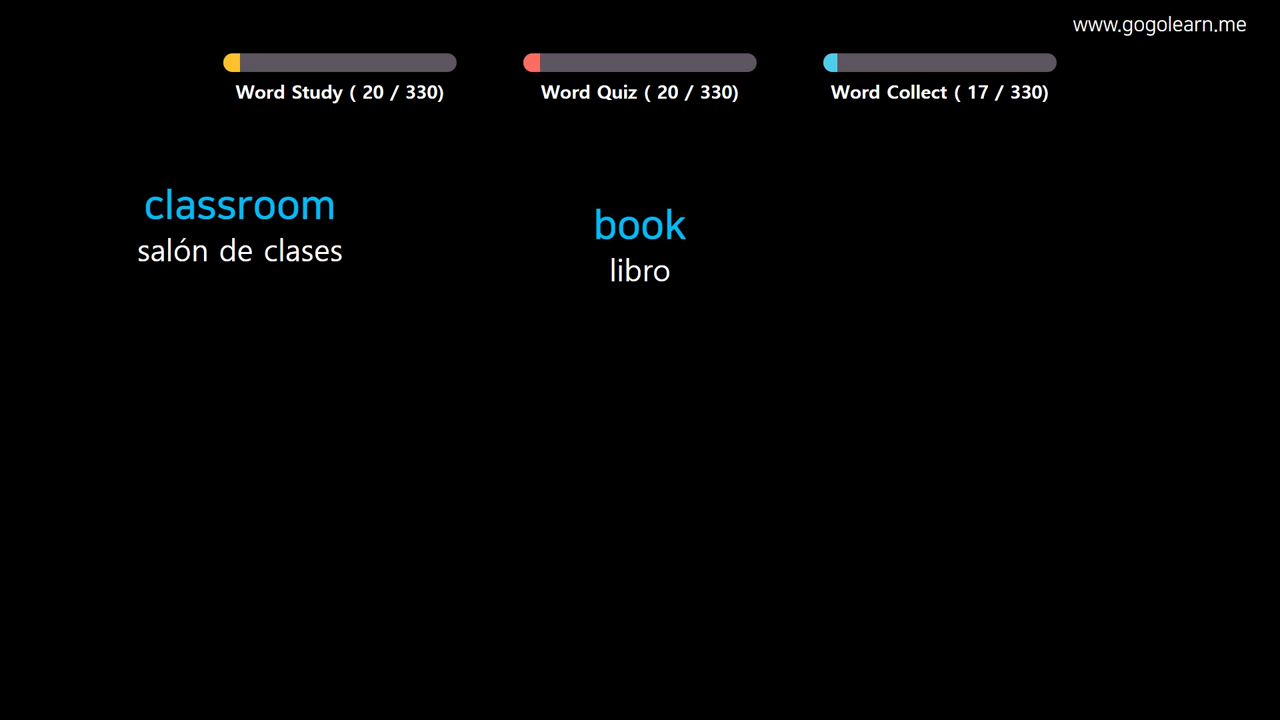 www.gogolearn.me
Word Study ( 20 / 330)
Word Quiz ( 20 / 330)
Word Collect ( 17 / 330)
classroom
salón de clases
book
libro